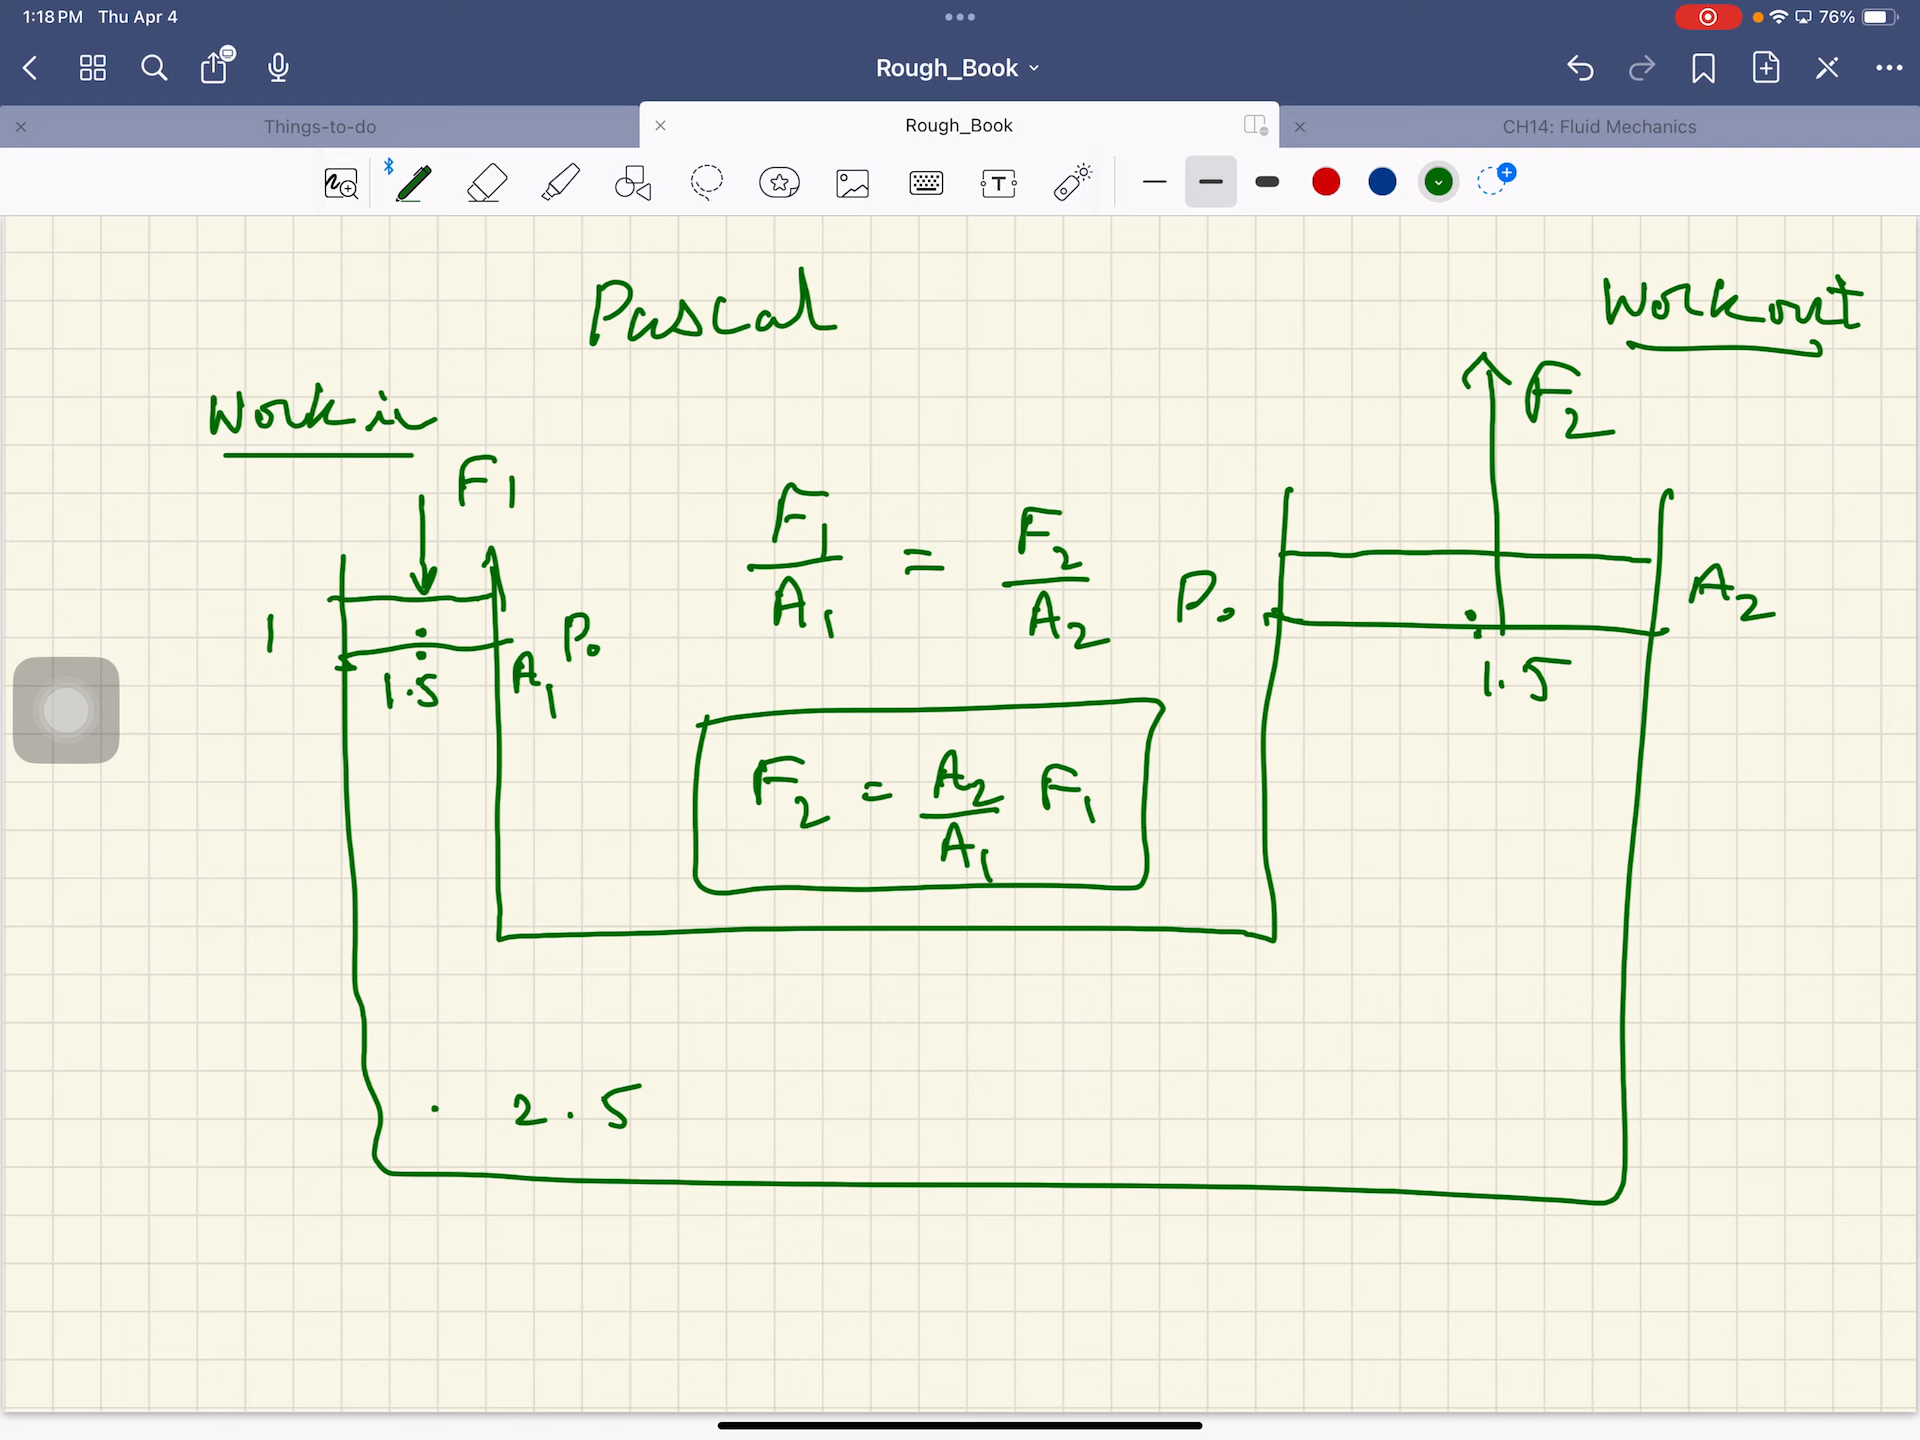 1:18 PM Thu Apr 4
76%
Rough_Book
Things-to-do
Rough_Book
CH14: Fluid Mechanics
T
Pascal
Workout
Work in
F2
F1
F1/A1 = F2/A2
P0
A2
1
P0
1.5
A1
1.5
F2 = A2/A1 F1
. 2.5